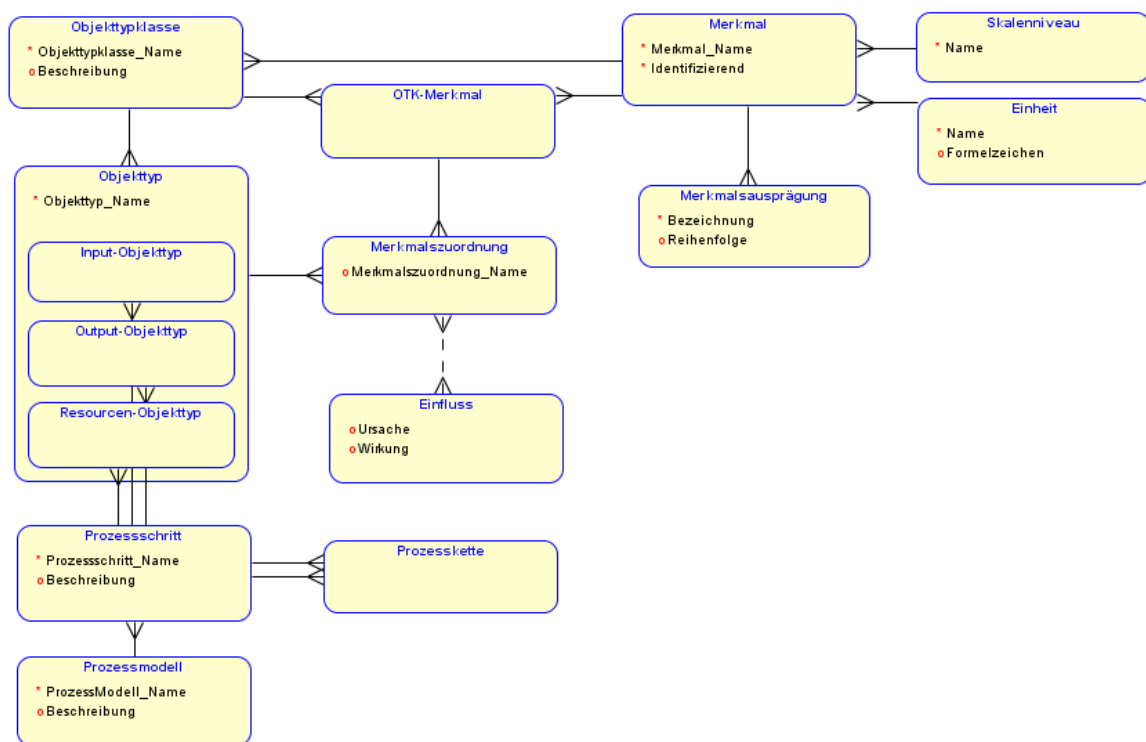 Objekttypklasse
* Objekttypklasse_Name
o Beschreibung
Merkmal
* Merkmal_Name
* Identifizierend
Skalenniveau
* Name
OTK-Merkmal
Einheit
* Name
o Formelzeichen
Objekttyp
* Objekttyp_Name
Merkmalsausprägung
* Bezeichnung
o Reihenfolge
Input-Objekttyp
Merkmalszuordnung
o Merkmalszuordnung_Name
Output-Objekttyp
Resourcen-Objekttyp
Einfluss
o Ursache
o Wirkung
Prozessschritt
* Prozessschritt_Name
o Beschreibung
Prozesskette
Prozessmodell
* ProzessModell_Name
o Beschreibung